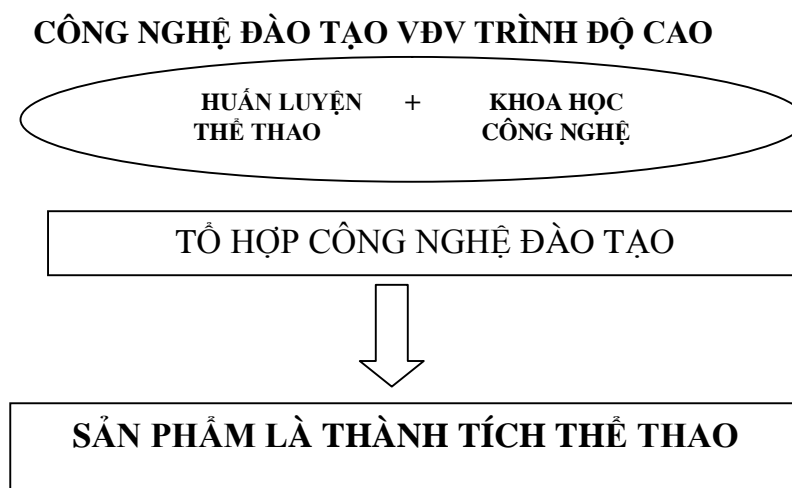 CÔNG NGHỆ ĐÀO TẠO VĐV TRÌNH ĐỘ CAO
HUẤN LUYỆN + KHOA HỌC
THỂ THAO CÔNG NGHỆ
TỔ HỢP CÔNG NGHỆ ĐÀO TẠO
SẢN PHẨM LÀ THÀNH TÍCH THỂ THAO